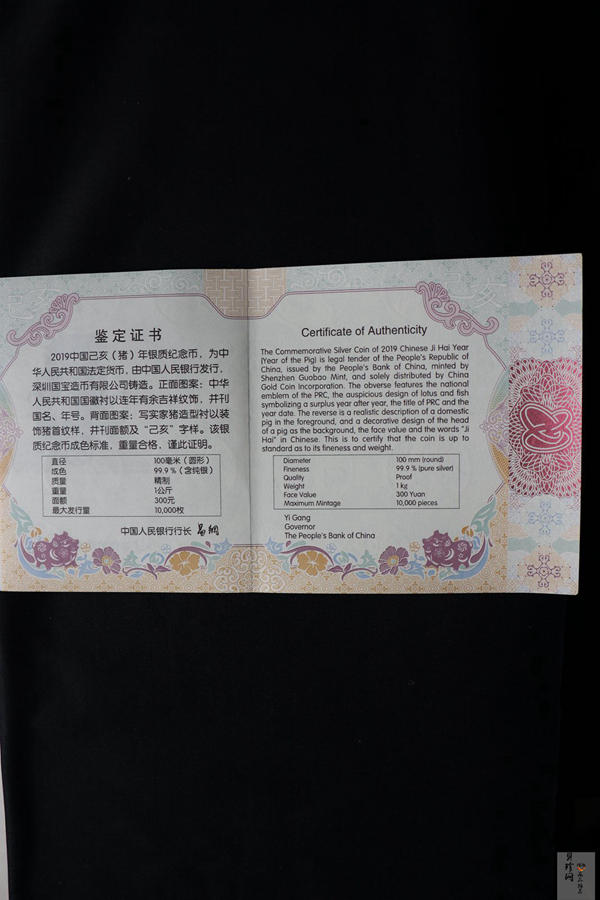 鉴定证书
2019中国己亥（猪）年银质纪念币，为中
华人民共和国法定货币，由中国人民银行发行，
深圳国宝造币有限公司铸造。正面图案：中华
人民共和国国徽衬以连年有余吉祥纹饰，并刊
国名、年号。背面图案：写实家猪造型衬以装
饰猪首纹样，并刊面额及“己亥”字样。该银
质纪念币成色标准，重量合格，谨此证明。
直径 100毫米（圆形）
成色 99.9 %（含纯银）
质量 精制
重量 1公斤
面额 300元
最大发行量 10,000枚
中国人民银行行长 易纲
Certificate of Authenticity
The Commemorative Silver Coin of 2019 Chinese Ji Hai Year
(Year of the Pig) is legal tender of the People's Republic of
China, issued by the People's Bank of China, minted by
Shenzhen Guobao Mint, and solely distributed by China
Gold Coin Incorporation. The obverse features the national
emblem of the PRC, the auspicious design of lotus and fish
symbolizing a surplus year after year, the title of PRC and the
year date. The reverse is a realistic description of a domestic
pig in the foreground, and a decorative design of the head
of a pig as the background, the face value and the words "Ji
Hai" in Chinese. This is to certify that the coin is up to
standard as to its fineness and weight.
Diameter 100 mm (round)
Fineness 99.9 % (pure silver)
Quality Proof
Weight 1 kg
Face Value 300 Yuan
Maximum Mintage 10,000 pieces
Yi Gang
Governor
The People's Bank of China